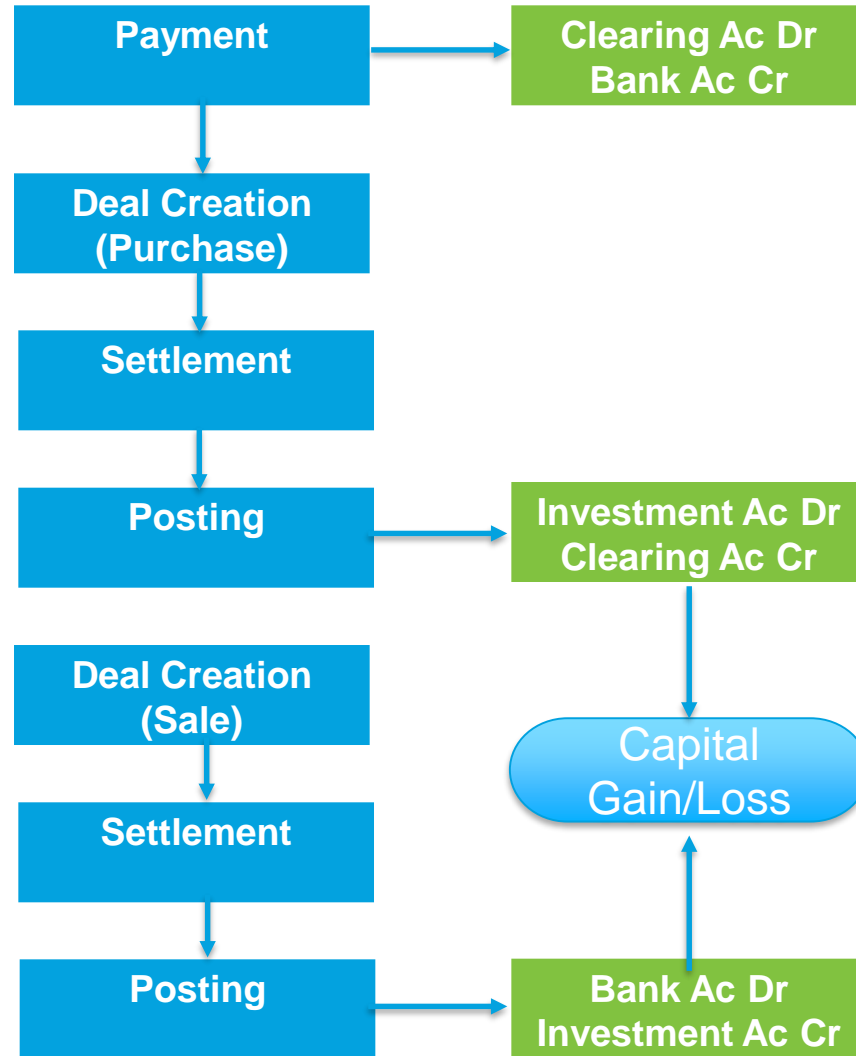 Payment
Clearing Ac Dr
Bank Ac Cr
Deal Creation
(Purchase)
Settlement
Posting
Investment Ac Dr
Clearing Ac Cr
Deal Creation
(Sale)
Capital
Gain/Loss
Settlement
Posting
Bank Ac Dr
Investment Ac Cr